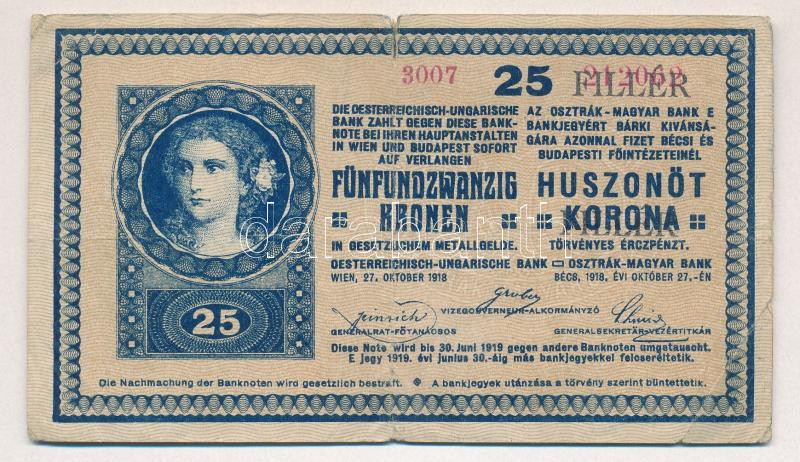 3007 25 FILLÉR
DIE OESTERREICHISCH-UNGARISCHE
BANK ZAHLT GEGEN DIESE BANK-
NOTE BEI IHREN HAUPTANSTALTEN
IN WIEN UND BUDAPEST SOFORT
AUF VERLANGEN
FÜNFUNDZWANZIG
KRONEN
IN GESETZLICHEM METALLGELDE.
OESTERREICHISCH-UNGARISCHE BANK
WIEN, 27. OKTOBER 1918
AZ OSZTRÁK-MAGYAR BANK E
BANKJEGYÉRT BÁRKI KIVÁNSÁ-
GÁRA AZONNAL FIZET BÉCSI ÉS
BUDAPESTI FŐINTÉZETEINÉL
HUSZONÖT
KORONA
FILLÉR
TÖRVÉNYES ÉRCZPÉNZT.
OSZTRÁK-MAGYAR BANK
BÉCS, 1918. ÉVI OKTÓBER 27.-ÉN
25
Gruber
VIZEGOUVERNEUR-ALKORMÁNYZÓ
GENERALRAT-FŐTANÁCSOS
GENERALSEKRETÄR-VEZÉRTITKÁR
Diese Note wird bis 30. Juni 1919 gegen andere Banknoten umgetauscht.
E jegy 1919. évi junius 30.-áig más bankjegyekkel felcseréltetik.
Die Nachmachung der Banknoten wird gesetzlich bestraft.
A bankjegyek utánzása a törvény szerint büntettetik.
darabanth